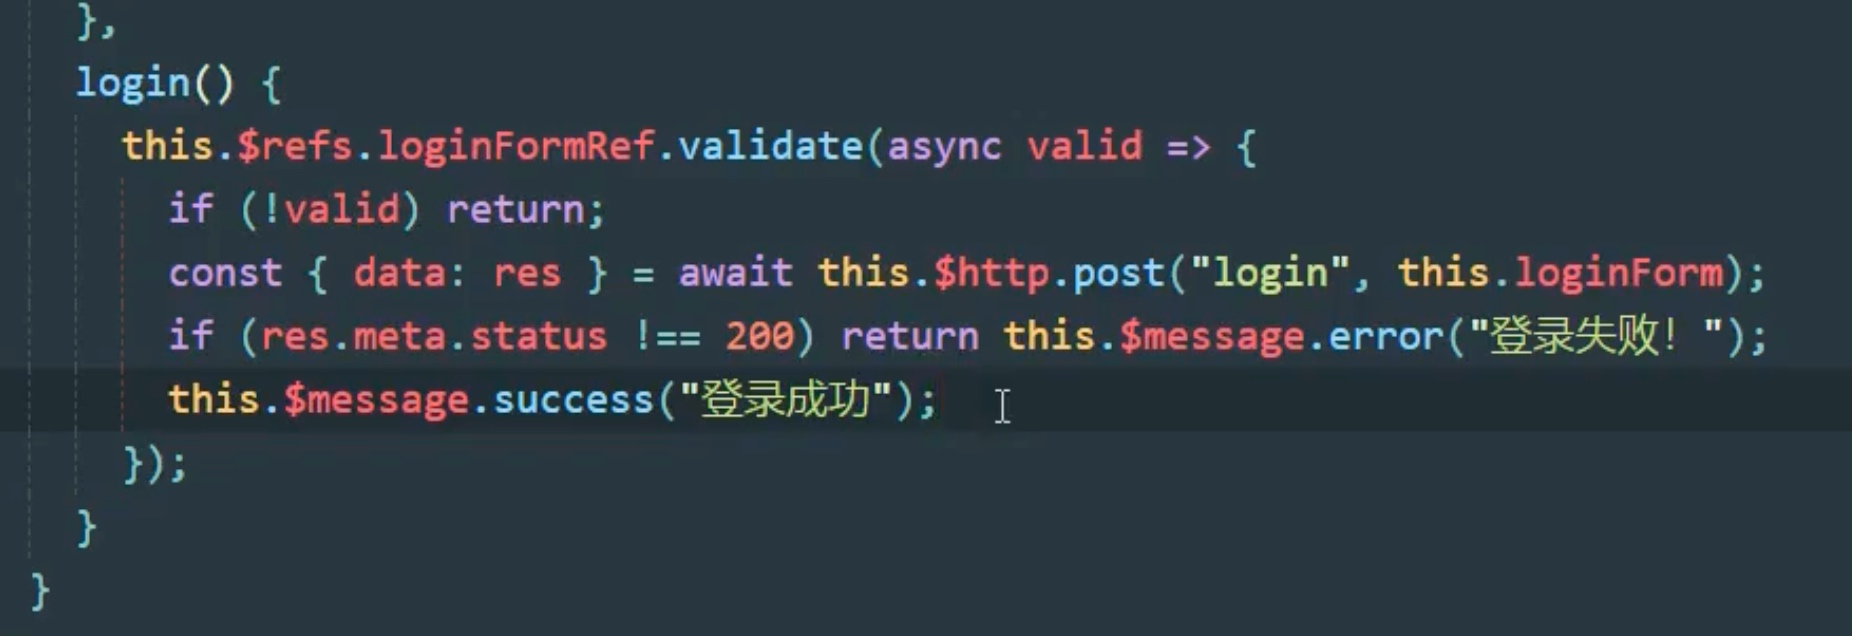 },
login() {
this.$refs.loginFormRef.validate(async valid => {
if (!valid) return;
const { data: res } = await this.$http.post("login", this.loginForm);
if (res.meta.status !== 200) return this.$message.error("登录失败！");
this.$message.success("登录成功");
});
}
}